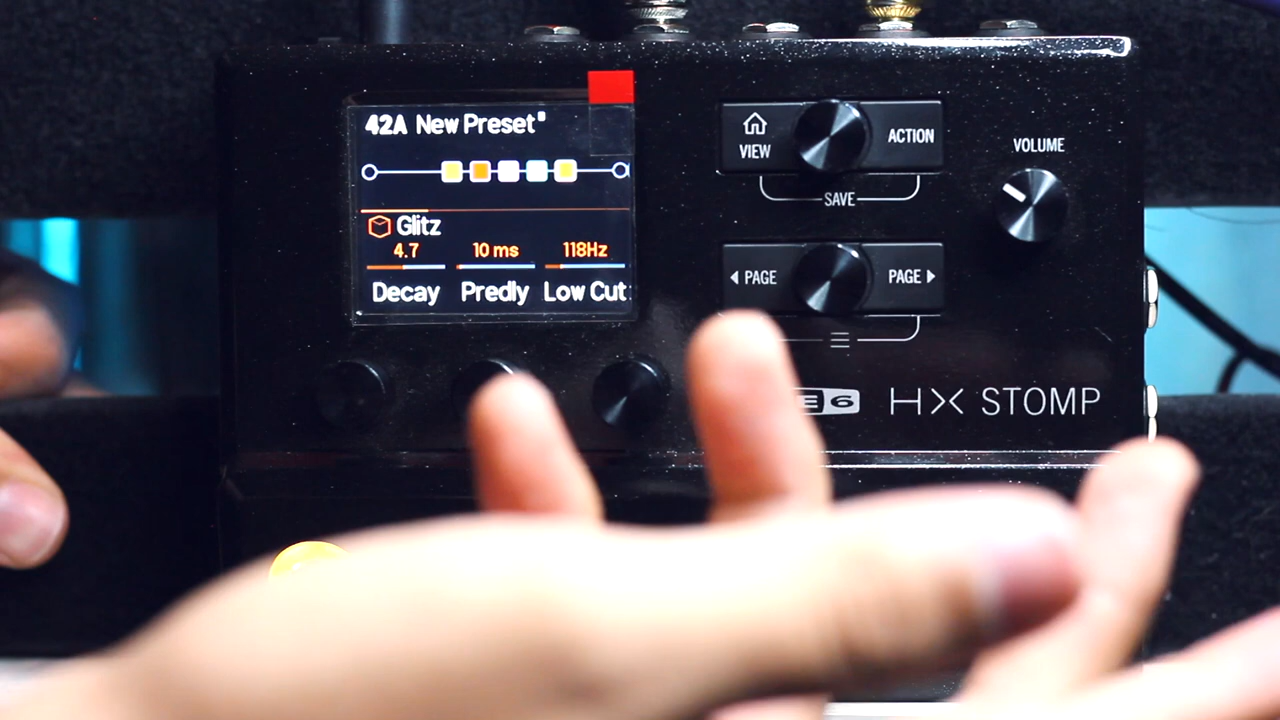 42A New Preset
Glitz
4.7 10 ms 118Hz
Decay Predly Low Cut
VIEW
ACTION
SAVE
PAGE
PAGE
VOLUME
E6 HX STOMP